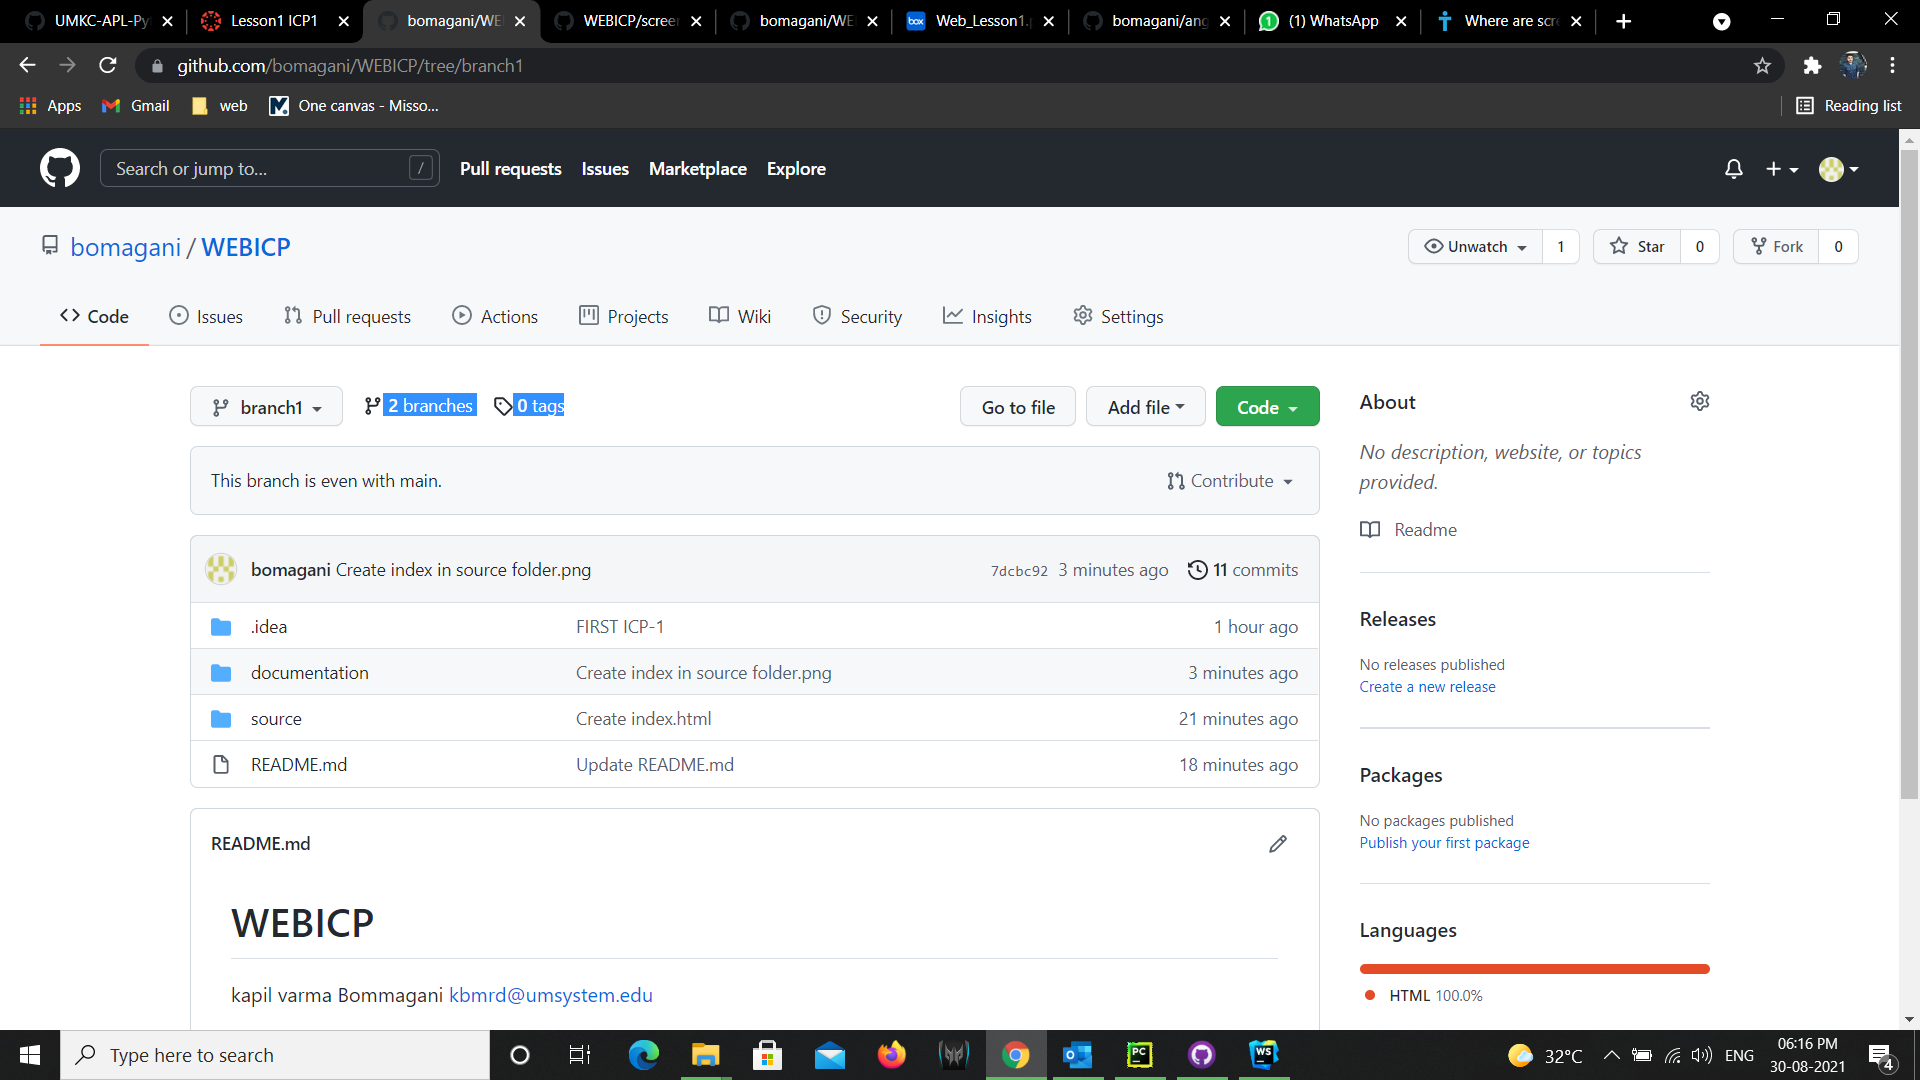 UMKC-APL-Py
Lesson1 ICP1
bomagani/WE
WEBICP/scree
bomagani/WE
box Web_Lesson1.
bomagani/ang
1 (1) WhatsApp
Where are scr
github.com/bomagani/WEBICP/tree/branch1
Apps Gmail web One canvas - Misso... Reading list
Search or jump to... / Pull requests Issues Marketplace Explore
bomagani / WEBICP Unwatch 1 Star 0 Fork 0
Code Issues Pull requests Actions Projects Wiki Security Insights Settings
branch1 2 branches 0 tags Go to file Add file Code
This branch is even with main. Contribute
bomagani Create index in source folder.png 7dcbc92 3 minutes ago 11 commits
.idea FIRST ICP-1 1 hour ago
documentation Create index in source folder.png 3 minutes ago
source Create index.html 21 minutes ago
README.md Update README.md 18 minutes ago
README.md
WEBICP
kapil varma Bommagani kbmrd@umsystem.edu
About
No description, website, or topics
provided.
Readme
Releases
No releases published
Create a new release
Packages
No packages published
Publish your first package
Languages
HTML 100.0%
Type here to search
PC
WS
32°C
ENG
06:16 PM
30-08-2021
4